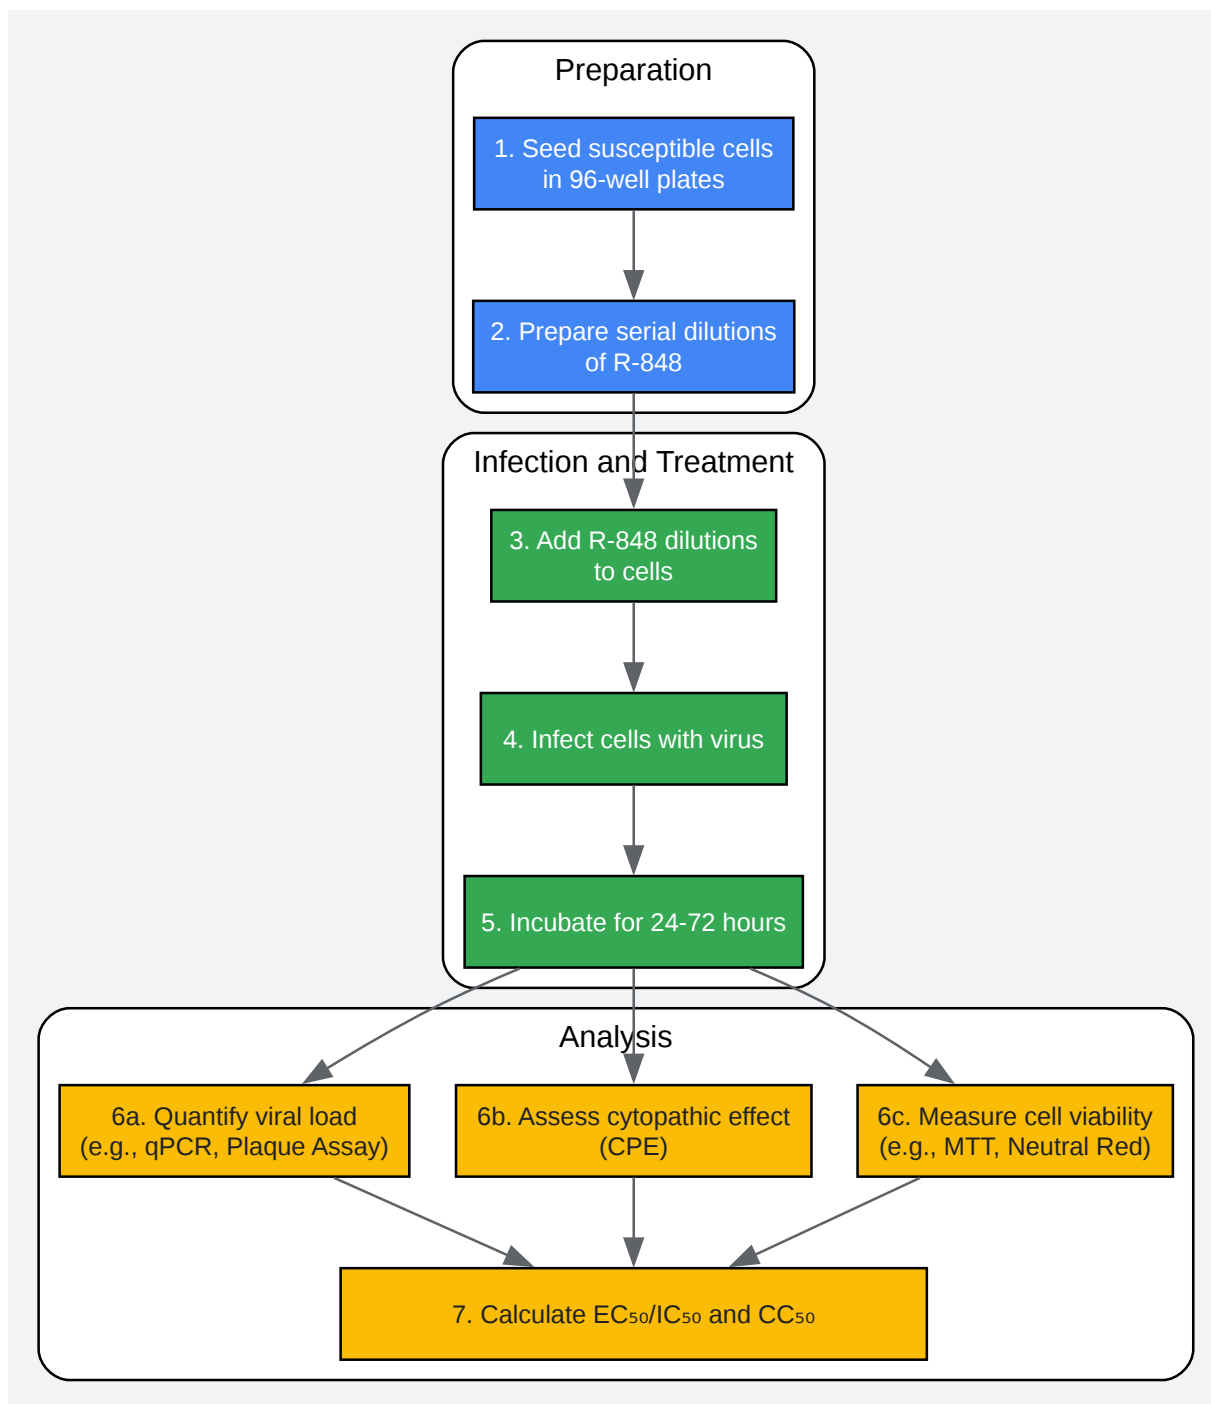 Preparation
1. Seed susceptible cells
in 96-well plates
2. Prepare serial dilutions
of R-848
Infection and Treatment
3. Add R-848 dilutions
to cells
4. Infect cells with virus
5. Incubate for 24-72 hours
Analysis
6a. Quantify viral load
(e.g., qPCR, Plaque Assay)
6b. Assess cytopathic effect
(CPE)
6c. Measure cell viability
(e.g., MTT, Neutral Red)
7. Calculate EC₅₀/IC₅₀ and CC₅₀